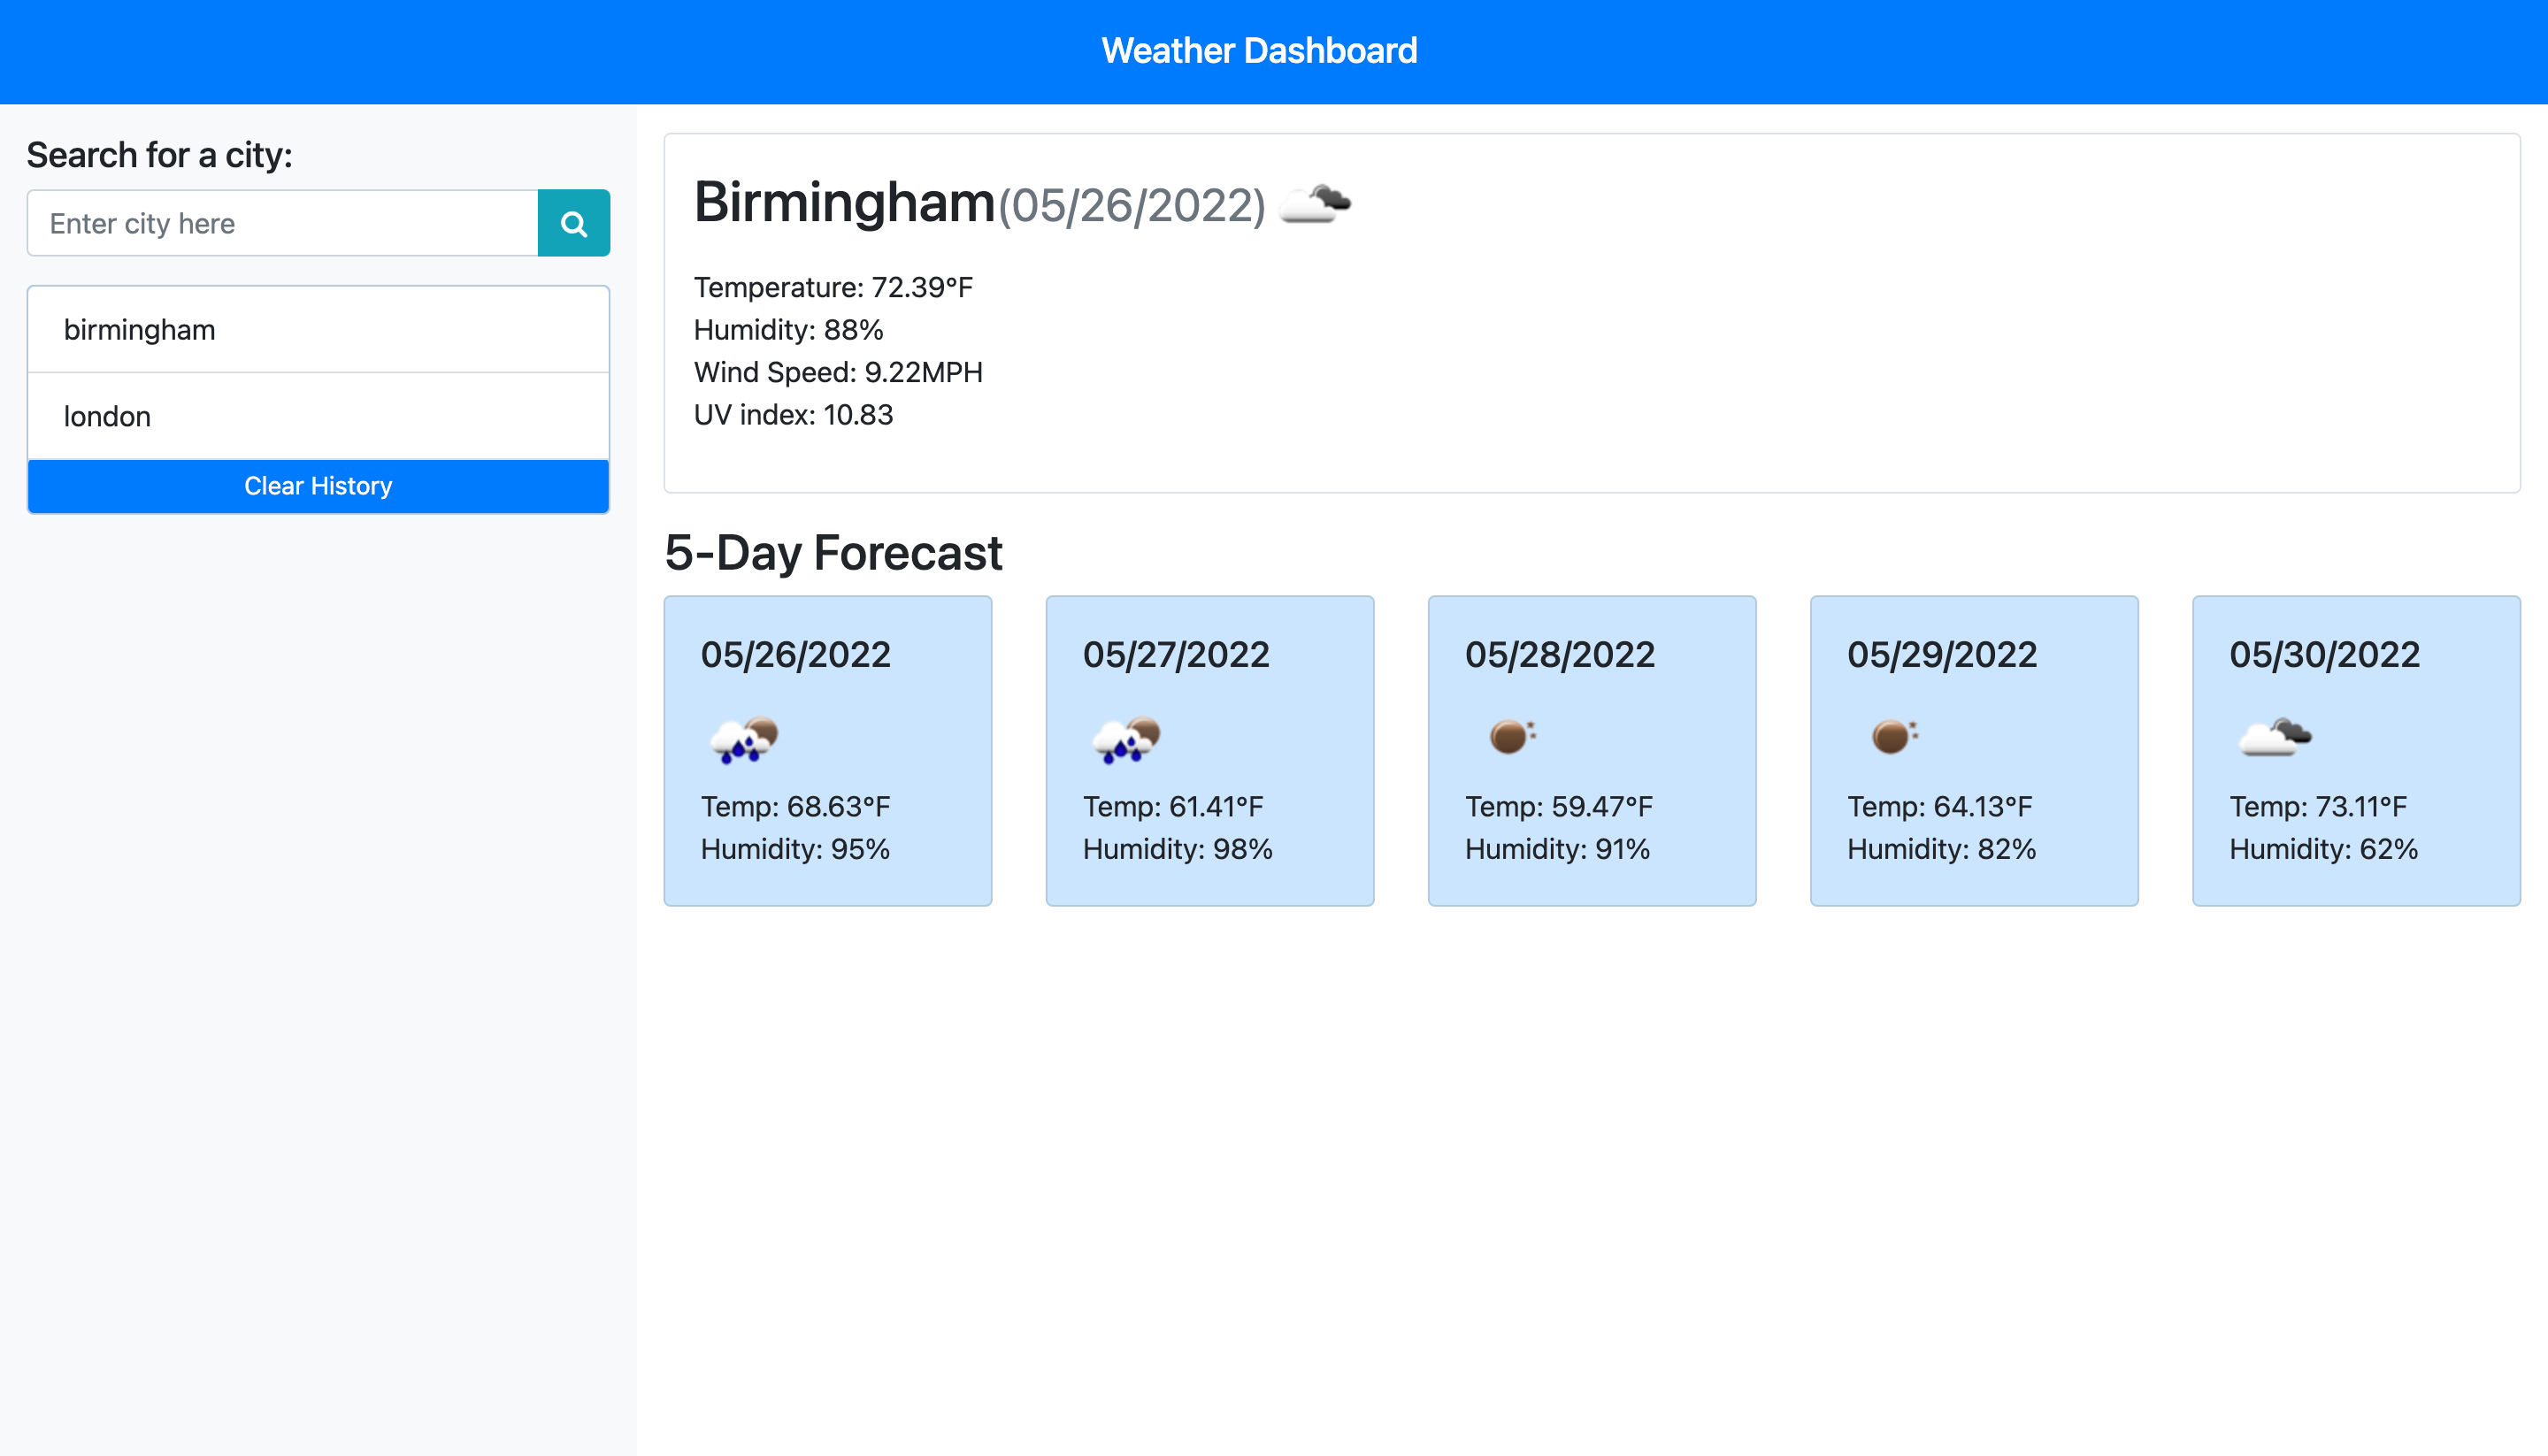 Weather Dashboard
Search for a city:
Enter city here
birmingham
london
Clear History
Birmingham(05/26/2022)
Temperature: 72.39°F
Humidity: 88%
Wind Speed: 9.22MPH
UV index: 10.83
5-Day Forecast
05/26/2022
Temp: 68.63°F
Humidity: 95%
05/27/2022
Temp: 61.41°F
Humidity: 98%
05/28/2022
Temp: 59.47°F
Humidity: 91%
05/29/2022
Temp: 64.13°F
Humidity: 82%
05/30/2022
Temp: 73.11°F
Humidity: 62%